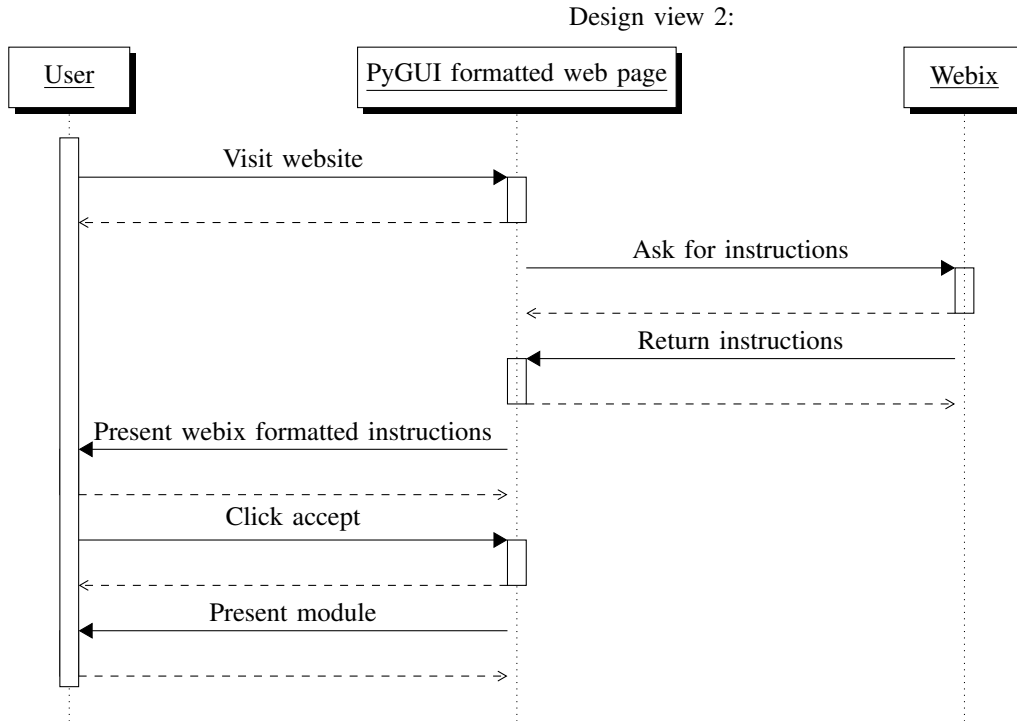 Design view 2:
User
PyGUI formatted web page
Webix
Visit website
Ask for instructions
Return instructions
Present webix formatted instructions
Click accept
Present module